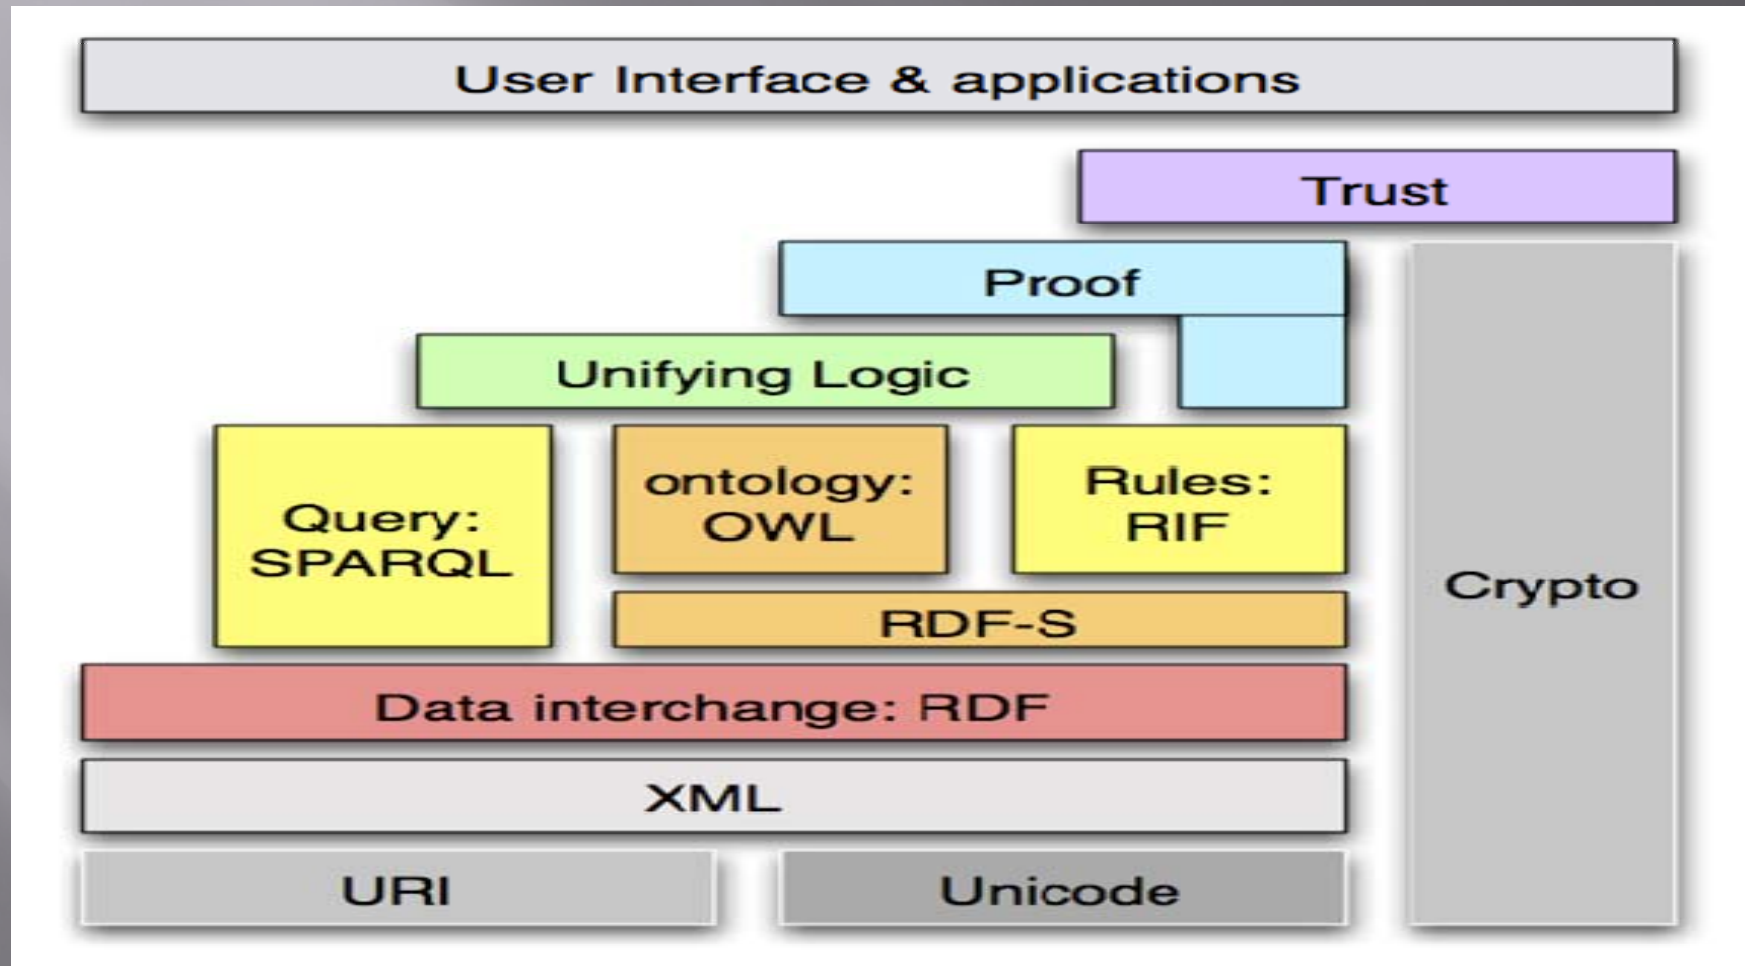 User Interface & applications
Trust
Proof
Unifying Logic
Query:
SPARQL
ontology:
OWL
Rules:
RIF
Crypto
RDF-S
Data interchange: RDF
XML
URI
Unicode